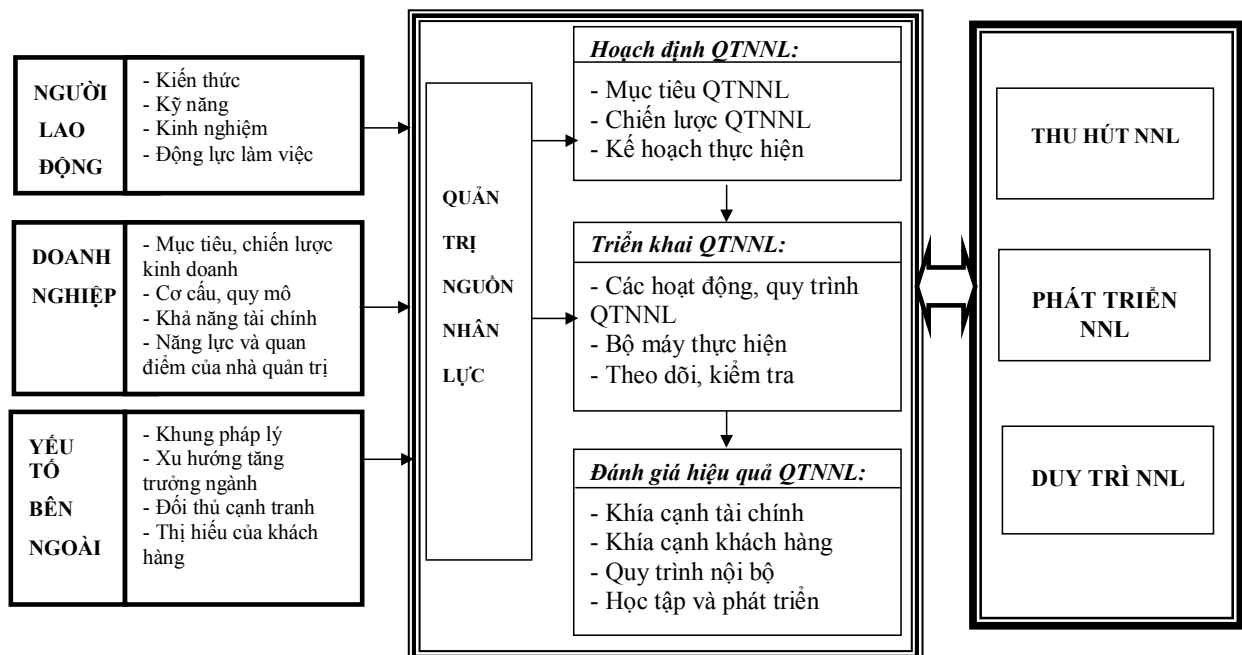 NGƯỜI
LAO
ĐỘNG
- Kiến thức
- Kỹ năng
- Kinh nghiệm
- Động lực làm việc
DOANH
NGHIỆP
- Mục tiêu, chiến lược
kinh doanh
- Cơ cấu, quy mô
- Khả năng tài chính
- Năng lực và quan
điểm của nhà quản trị
YẾU
TỐ
BÊN
NGOÀI
- Khung pháp lý
- Xu hướng tăng
trưởng ngành
- Đối thủ cạnh tranh
- Thị hiếu của khách
hàng
QUẢN
TRỊ
NGUỒN
NHÂN
LỰC
Hoạch định QTNNL:
- Mục tiêu QTNNL
- Chiến lược QTNNL
- Kế hoạch thực hiện
Triển khai QTNNL:
- Các hoạt động, quy trình
QTNNL
- Bộ máy thực hiện
- Theo dõi, kiểm tra
Đánh giá hiệu quả QTNNL:
- Khía cạnh tài chính
- Khía cạnh khách hàng
- Quy trình nội bộ
- Học tập và phát triển
THU HÚT NNL
PHÁT TRIỂN
NNL
DUY TRÌ NNL